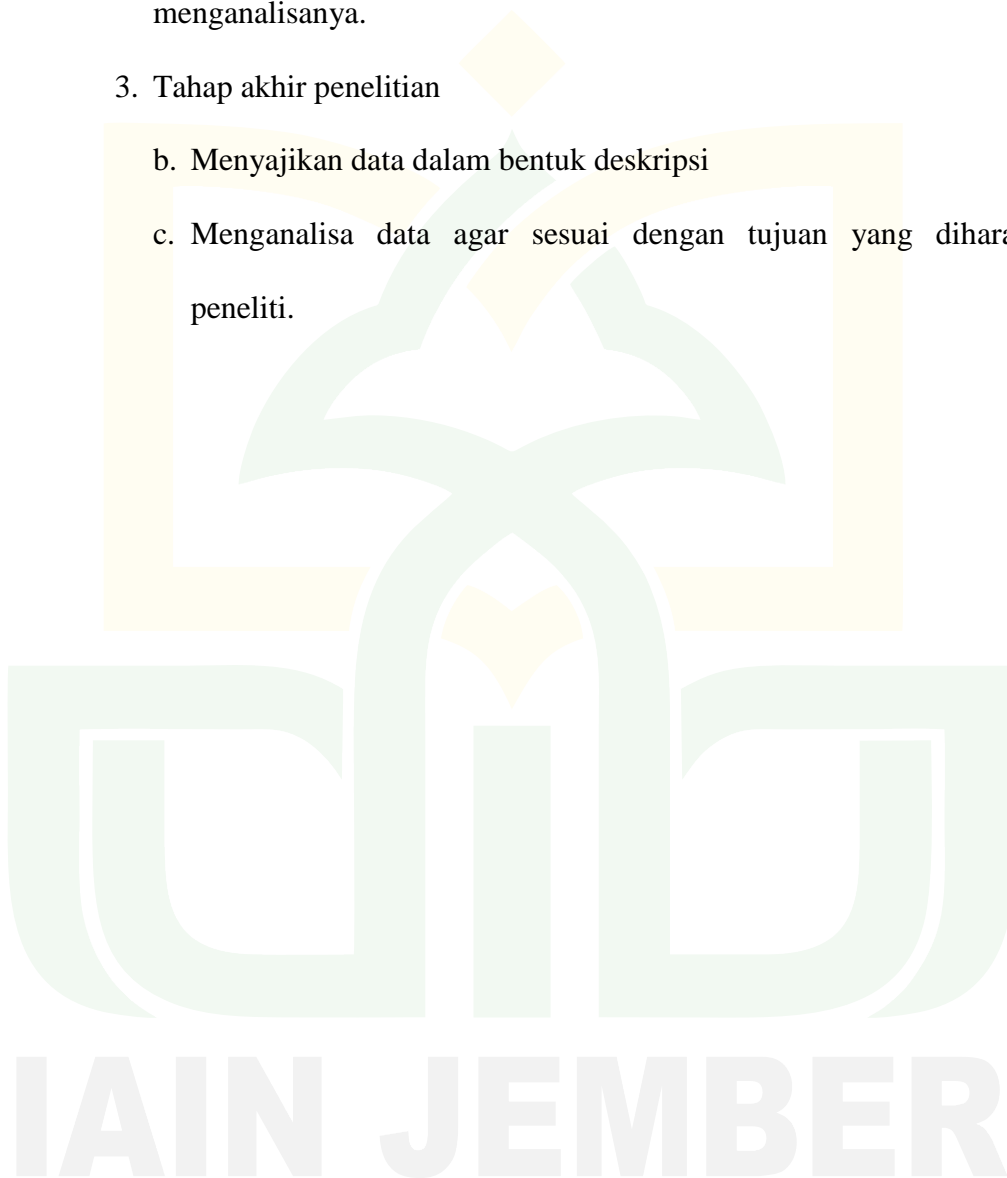 menganalisanya.
3. Tahap akhir penelitian
b. Menyajikan data dalam bentuk deskripsi
c. Menganalisa data agar sesuai dengan tujuan yang
peneliti.
IAIN JEMBER